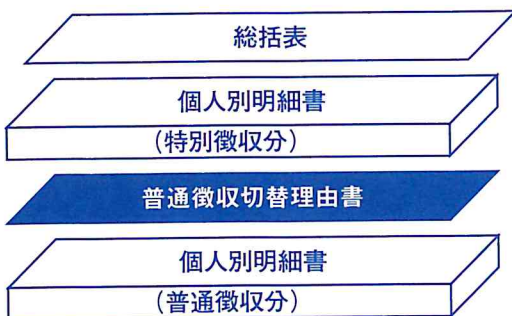 総括表
個人別明細書
(特別徴収分)
普通徴収切替理由書
個人別明細書
(普通徴収分)